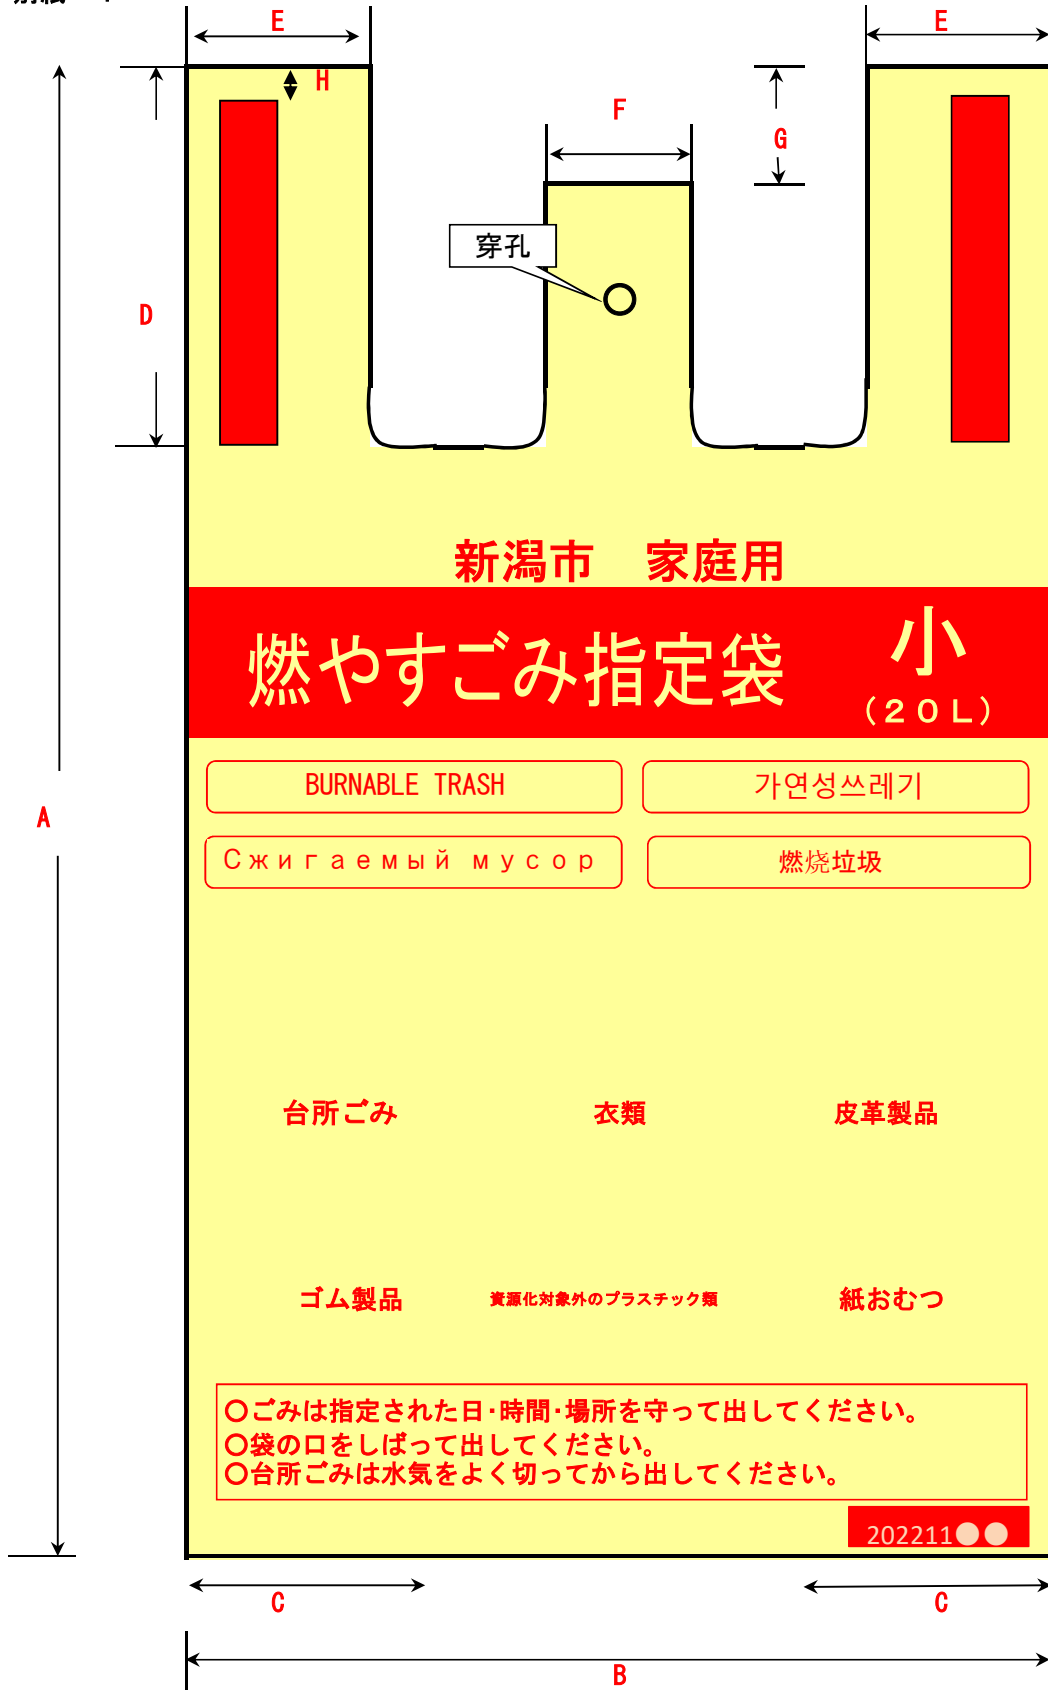 E
E
H
F
G
穿孔
D
新潟市　家庭用
燃やすごみ指定袋
小
（２０Ｌ）
BURNABLE TRASH
가연성쓰레기
A
Сжигаемый мусор
燃烧垃圾
台所ごみ
衣類
皮革製品
ゴム製品
資源化対象外のプラスチック類
紙おむつ
○ごみは指定された日・時間・場所を守って出してください。
○袋の口をしばって出してください。
○台所ごみは水気をよく切ってから出してください。
202211●●
C
C
B